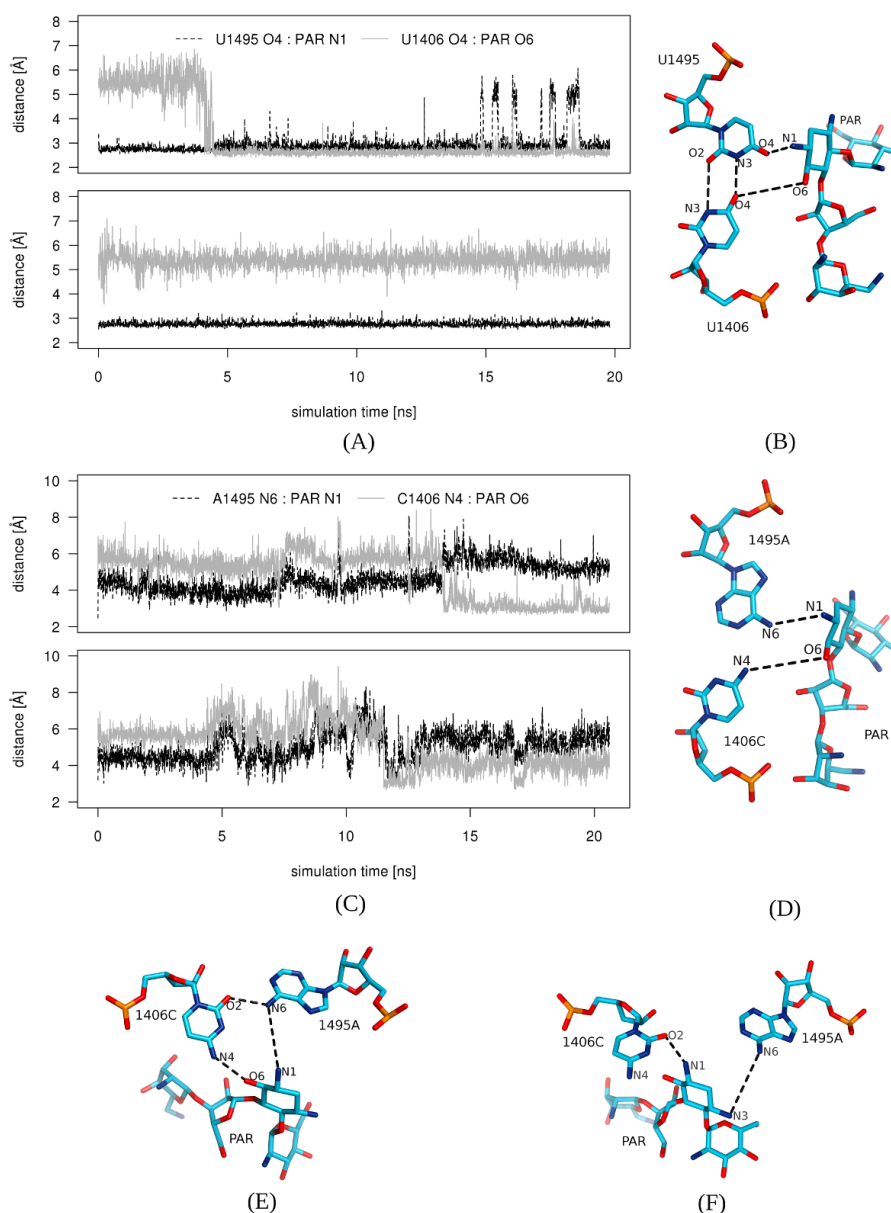 U1495 O4 : PAR N1 U1406 O4 : PAR O6
distance [Å]
8
7
6
5
4
3
2
distance [Å]
8
7
6
5
4
3
2
0 5 10 15 20
simulation time [ns]
(A)
U1495
PAR
O4 N1
O2 N3
O6
N3 O4
U1406
(B)
A1495 N6 : PAR N1 C1406 N4 : PAR O6
distance [Å]
10
8
6
4
2
distance [Å]
10
8
6
4
2
0 5 10 15 20
simulation time [ns]
(C)
1495A
N1
N6
O6
N4
1406C PAR
(D)
O2 N6
1406C 1495A
N4 N1
O6
PAR
(E)
O2
1406C 1495A
N6
N4 N1
N3
PAR
(F)